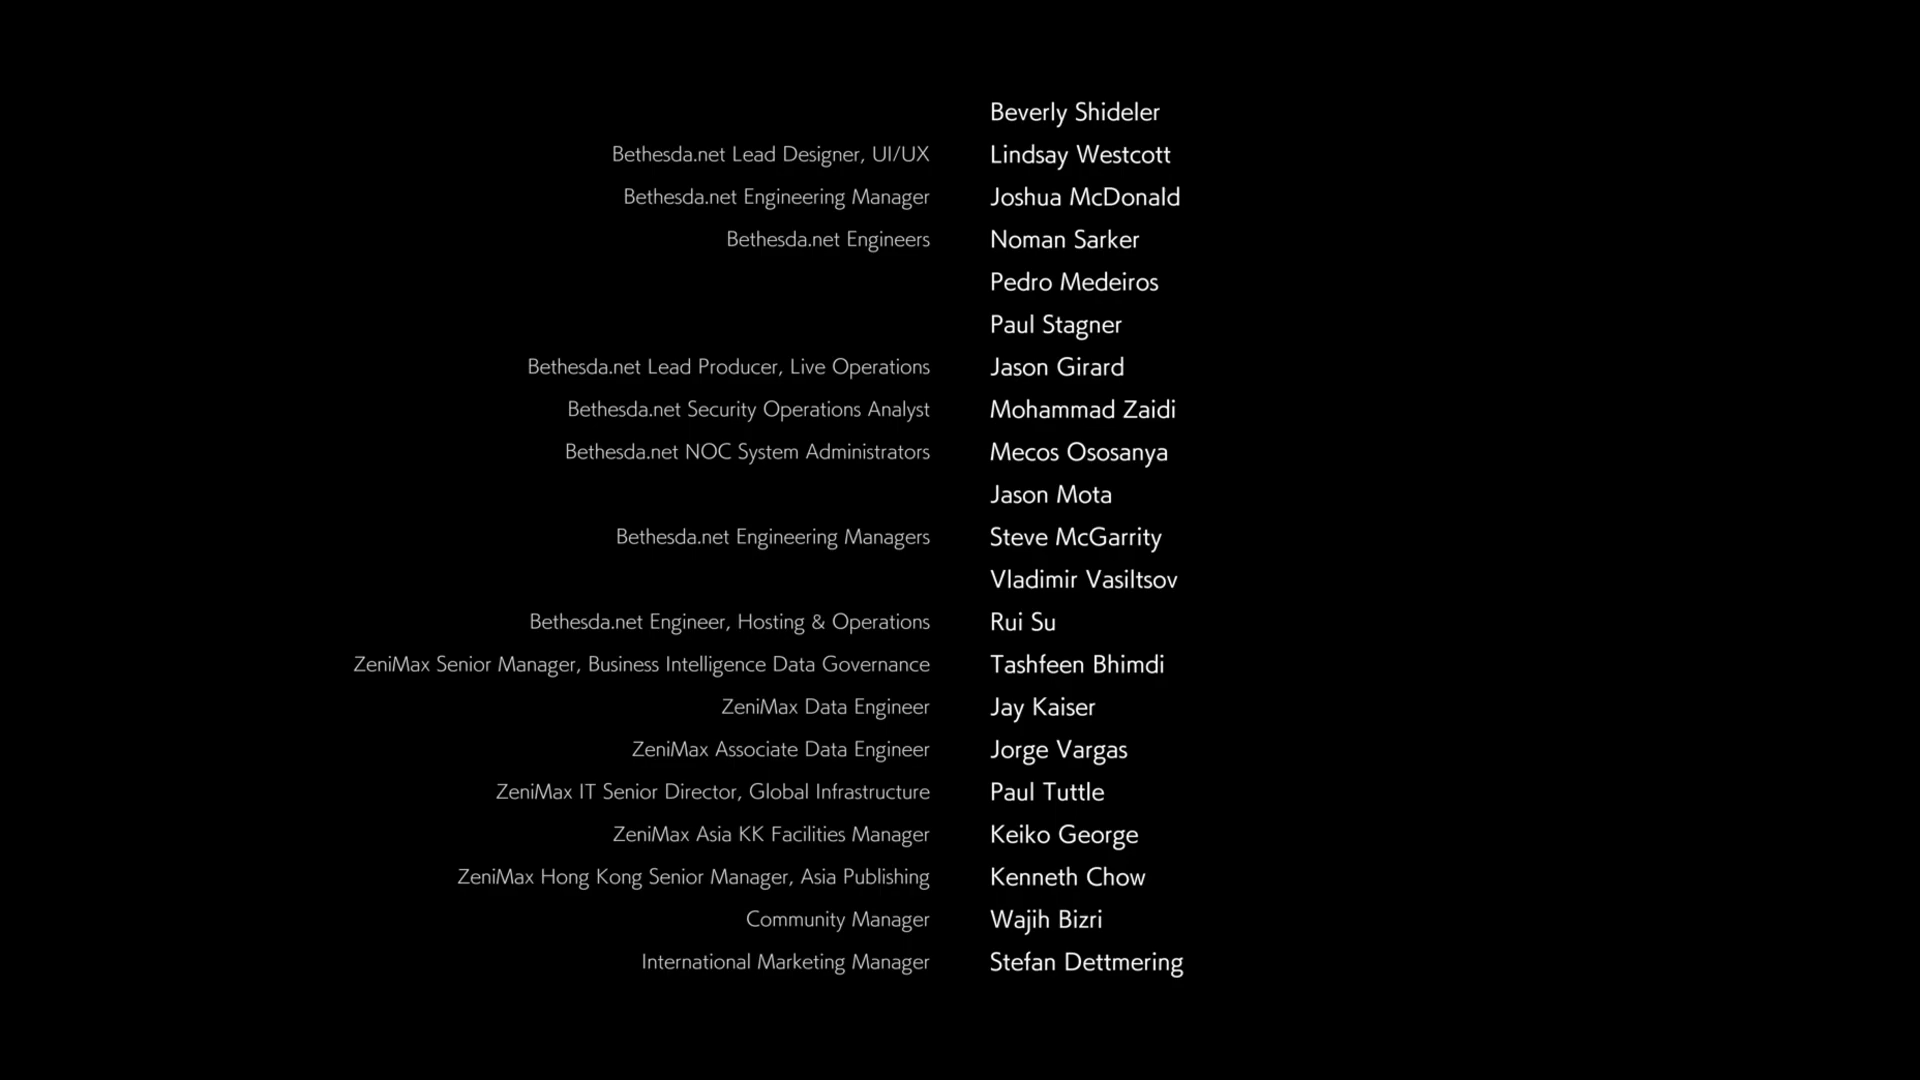 Beverly Shideler
Bethesda.net Lead Designer, UI/UX Lindsay Westcott
Bethesda.net Engineering Manager Joshua McDonald
Bethesda.net Engineers Noman Sarker
Pedro Medeiros
Paul Stagner
Bethesda.net Lead Producer, Live Operations Jason Girard
Bethesda.net Security Operations Analyst Mohammad Zaidi
Bethesda.net NOC System Administrators Mecos Ososanya
Jason Mota
Bethesda.net Engineering Managers Steve McGarrity
Vladimir Vasiltsov
Bethesda.net Engineer, Hosting & Operations Rui Su
ZeniMax Senior Manager, Business Intelligence Data Governance Tashfeen Bhimdi
ZeniMax Data Engineer Jay Kaiser
ZeniMax Associate Data Engineer Jorge Vargas
ZeniMax IT Senior Director, Global Infrastructure Paul Tuttle
ZeniMax Asia KK Facilities Manager Keiko George
ZeniMax Hong Kong Senior Manager, Asia Publishing Kenneth Chow
Community Manager Wajih Bizri
International Marketing Manager Stefan Dettmering